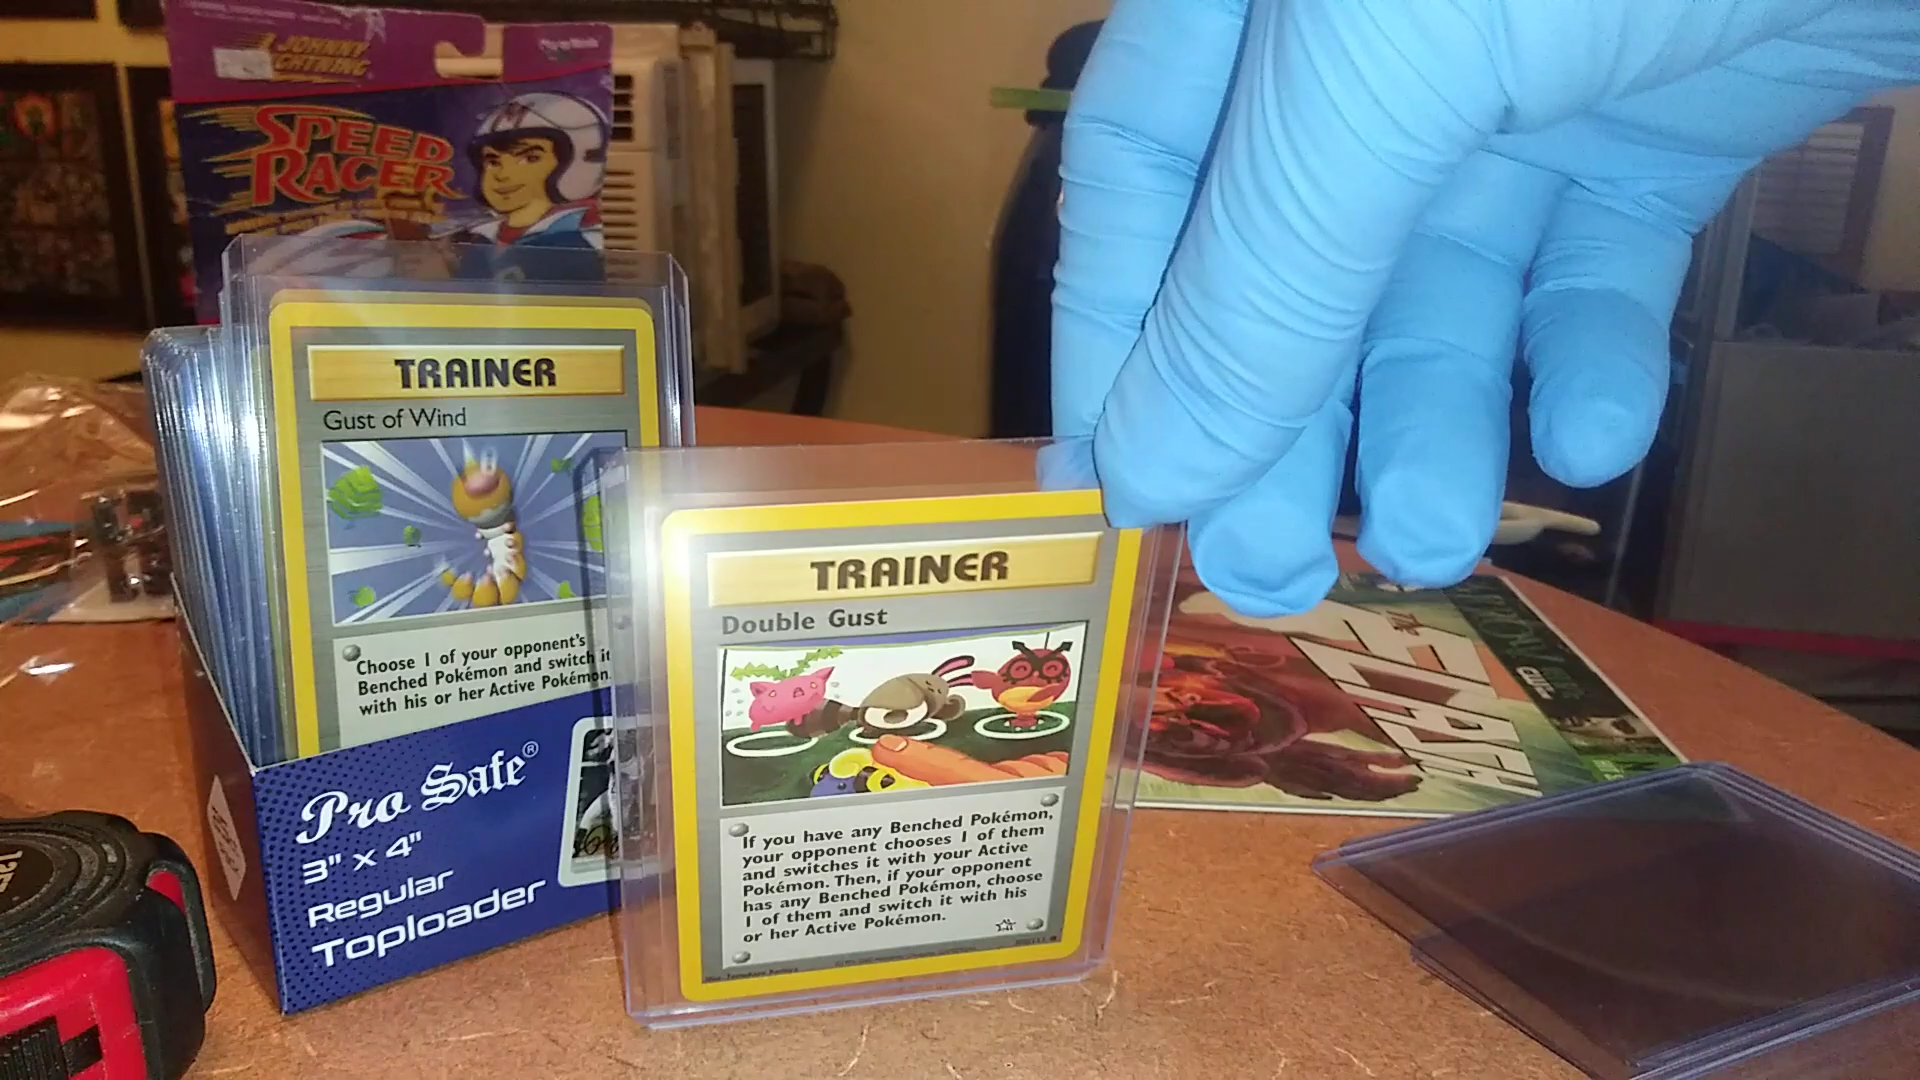 JOHNNY
LIGHTNING
SPEED
RACER
TRAINER
Gust of Wind
Choose 1 of your opponent's
Benched Pokémon and switch it
with his or her Active Pokémon.
Pro Safe®
3" x 4"
Regular
Toploader
TRAINER
Double Gust
If you have any Benched Pokémon,
your opponent chooses 1 of them
and switches it with your Active
Pokémon. Then, if your opponent
has any Benched Pokémon, choose
1 of them and switch it with his
or her Active Pokémon.
The
FLASH